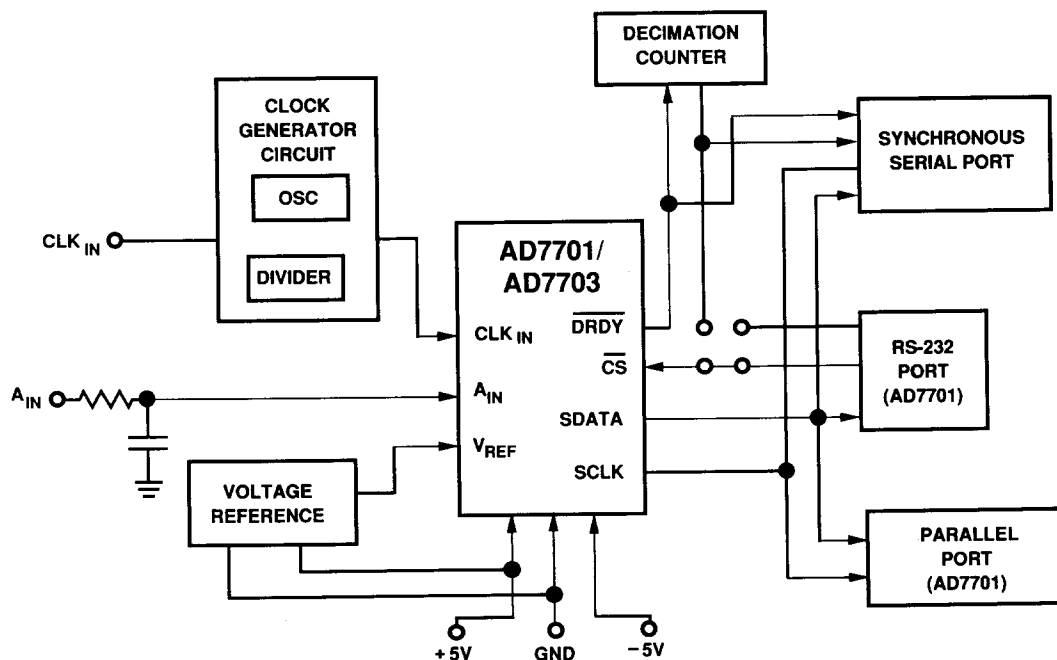 DECIMATION
COUNTER
CLOCK
GENERATOR
CIRCUIT
OSC
DIVIDER
CLK IN
SYNCHRONOUS
SERIAL PORT
AD7701/
AD7703
CLK IN
A IN
V REF
DRDY
CS
SDATA
SCLK
A IN
RS-232
PORT
(AD7701)
VOLTAGE
REFERENCE
PARALLEL
PORT
(AD7701)
+5V
GND
−5V